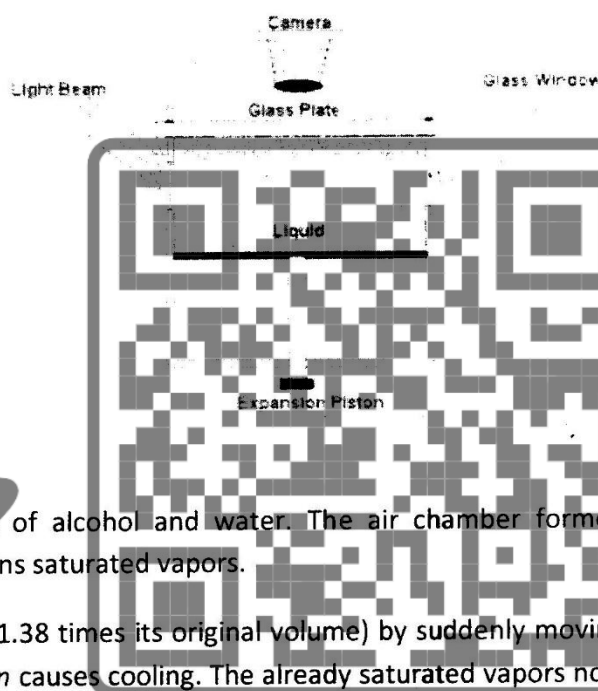 Camera
Light Beam
Glass Window
Glass Plate
Liquid
Expansion Piston
of alcohol and water. The air chamber forme
ns saturated vapors.
1.38 times its original volume) by suddenly movin
n causes cooling. The already saturated vapors no